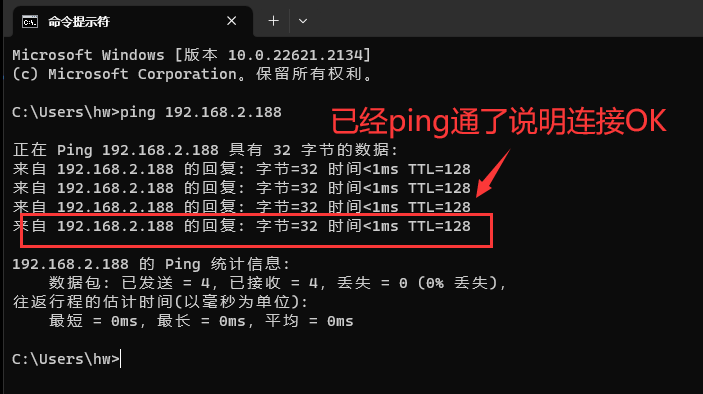 命令提示符
Microsoft Windows [版本 10.0.22621.2134]
(c) Microsoft Corporation。保留所有权利。
C:\Users\hw>ping 192.168.2.188
已经ping通了说明连接OK
正在 Ping 192.168.2.188 具有 32 字节的数据:
来自 192.168.2.188 的回复: 字节=32 时间<1ms TTL=128
来自 192.168.2.188 的回复: 字节=32 时间<1ms TTL=128
来自 192.168.2.188 的回复: 字节=32 时间<1ms TTL=128
来自 192.168.2.188 的回复: 字节=32 时间<1ms TTL=128
192.168.2.188 的 Ping 统计信息:
数据包: 已发送 = 4，已接收 = 4，丢失 = 0 (0% 丢失)，
往返行程的估计时间(以毫秒为单位):
最短 = 0ms，最长 = 0ms，平均 = 0ms
C:\Users\hw>